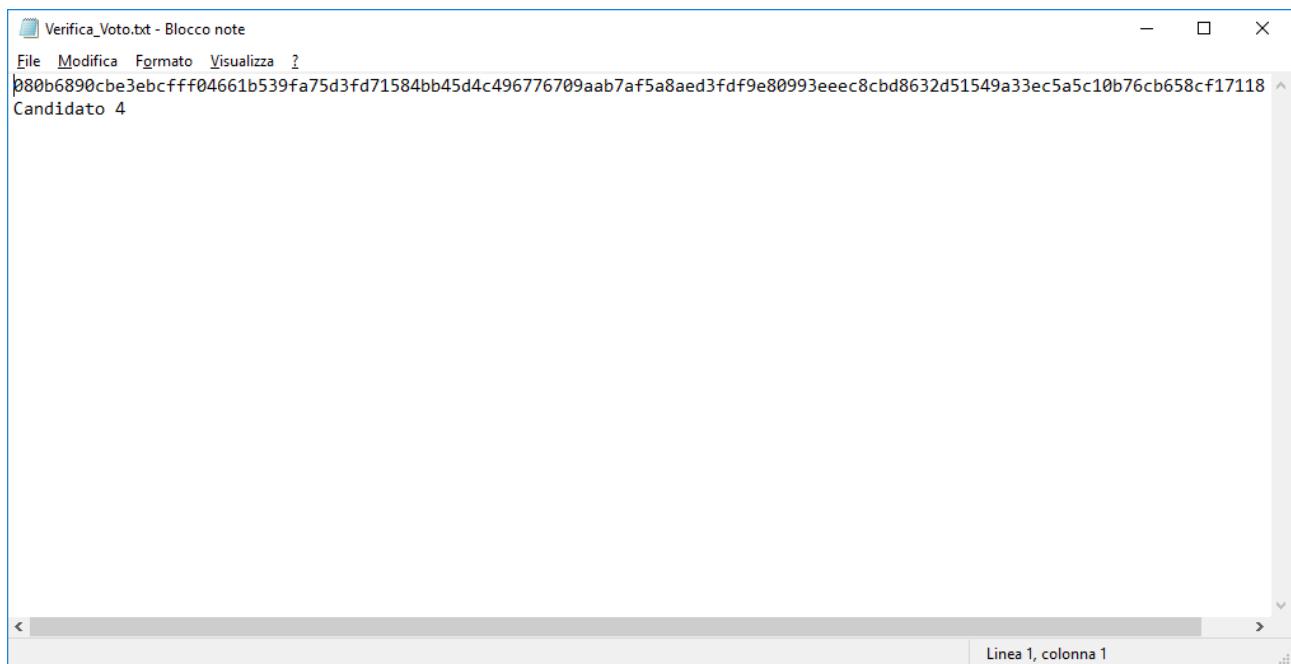 Verifica_Voto.txt - Blocco note
File Modifica Formato Visualizza ?
080b6890cbe3ebcfff04661b539fa75d3fd71584bb45d4c496776709aab7af5a8aed3fdf9e80993eeec8cbd8632d51549a33ec5a5c10b76cb658cf17118
Candidato 4
Linea 1, colonna 1